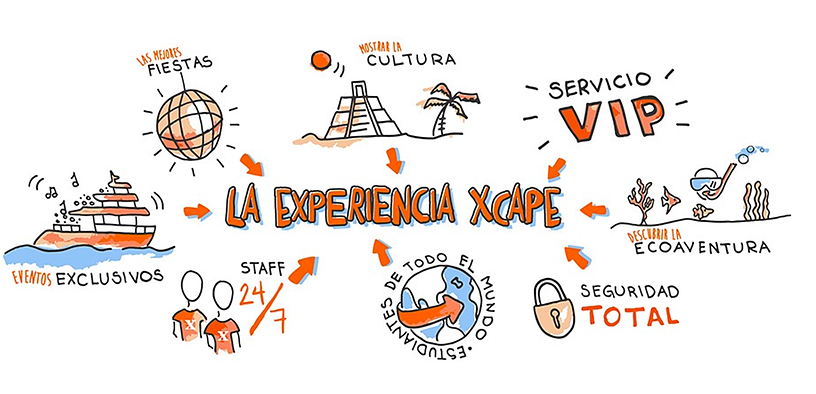 LAS MEJORES
FIESTAS
MOSTRAR LA
CULTURA
SERVICIO
VIP
LA EXPERIENCIA XCAPE
EVENTOS EXCLUSIVOS
DESCUBRIR LA
ECOAVENTURA
STAFF
24/7
X
X
ESTUDIANTES DE TODO EL MUNDO ·
SEGURIDAD
TOTAL